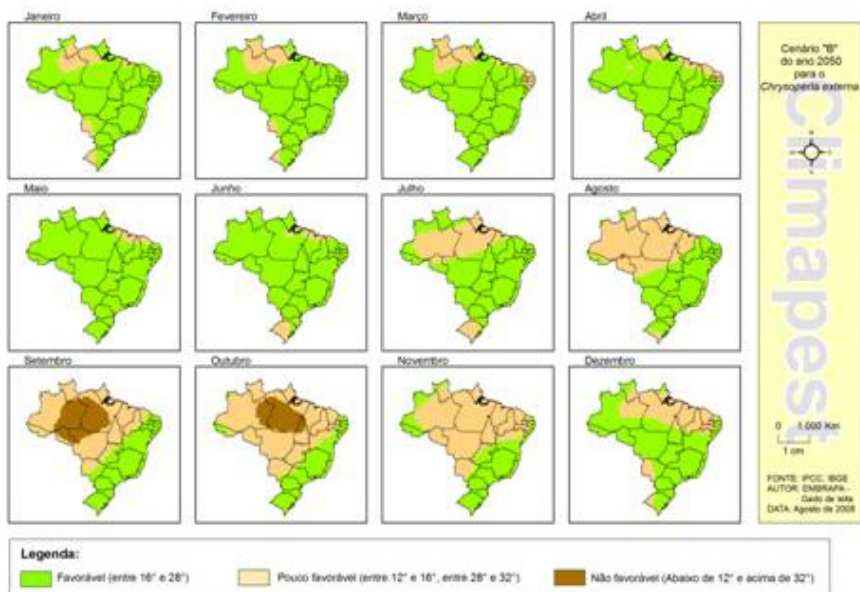 Janeiro
Fevereiro
Março
Abril
Maio
Junho
Julho
Agosto
Setembro
Outubro
Novembro
Dezembro
Cenário "B"
do ano 2050
para o
Chrysoperla externa
Climapest
0 1.000 Km
1 cm
FONTE: IPCC, IBGE
AUTOR: EMBRAPA -
Gado de leite
DATA: Agosto de 2008
Legenda:
Favorável (entre 16° e 28°)
Pouco favorável (entre 12° e 16°, entre 28° e 32°)
Não favorável (Abaixo de 12° e acima de 32°)